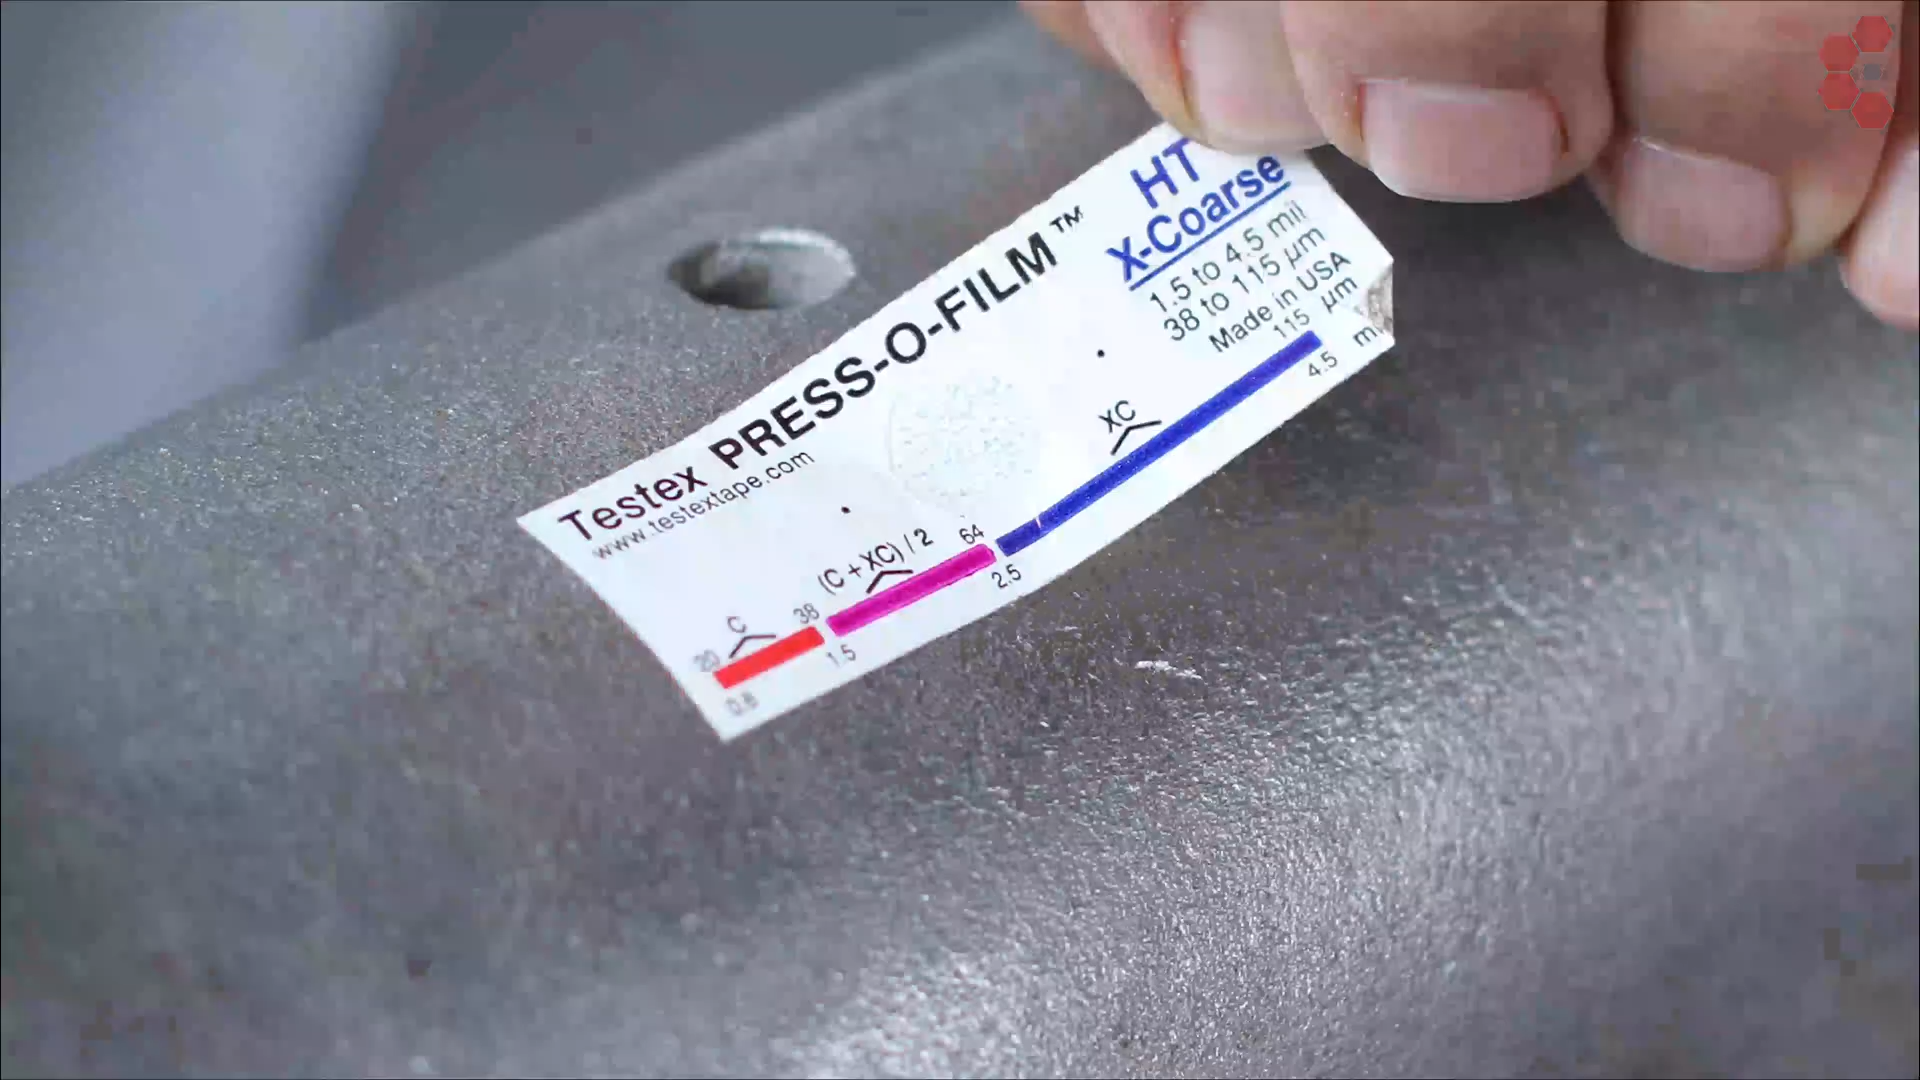 Testex PRESS-O-FILM™
www.testextape.com
HT
X-Coarse
1.5 to 4.5 mil
38 to 115 µm
Made in USA
C
(C + XC) / 2
XC
20
38
64
115 µm
0.8
1.5
2.5
4.5